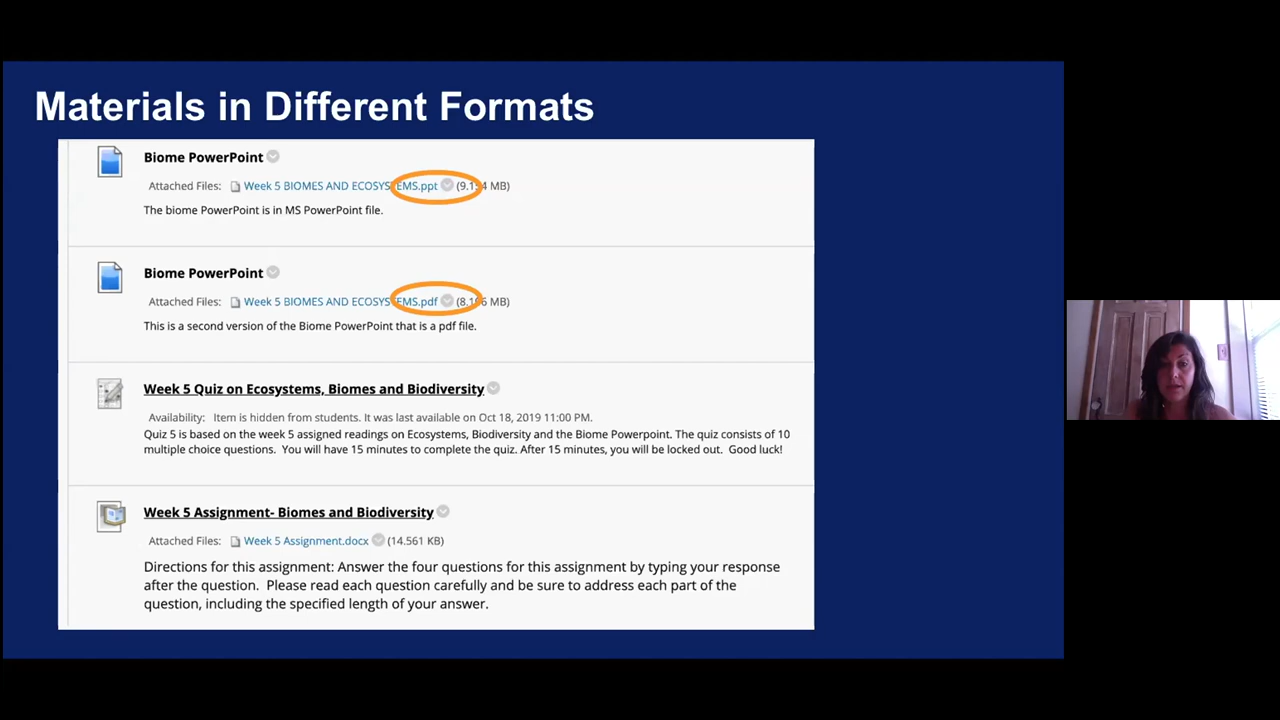 Materials in Different Formats
Biome PowerPoint
Attached Files: Week 5 BIOMES AND ECOSYSTEMS.ppt (9.154 MB)
The biome PowerPoint is in MS PowerPoint file.
Biome PowerPoint
Attached Files: Week 5 BIOMES AND ECOSYSTEMS.pdf MB)
This is a second version of the Biome PowerPoint that is a pdf file.
Week 5 Quiz on Ecosystems, Biomes and Biodiversity
Availability: Item is hidden from students. It was last available on Oct 18, 2019 11:00 PM.
Quiz 5 is based on the week 5 assigned readings on Ecosystems, Biodiversity and the Biome Powerpoint. The quiz consists of 10
multiple choice questions. You will have 15 minutes to complete the quiz. After 15 minutes, you will be locked out. Good luck!
Week 5 Assignment- Biomes and Biodiversity
Attached Files: Week 5 Assignment.docx (14.561 KB)
Directions for this assignment: Answer the four questions for this assignment by typing your response
after the question. Please read each question carefully and be sure to address each part of the
question, including the specified length of your answer.